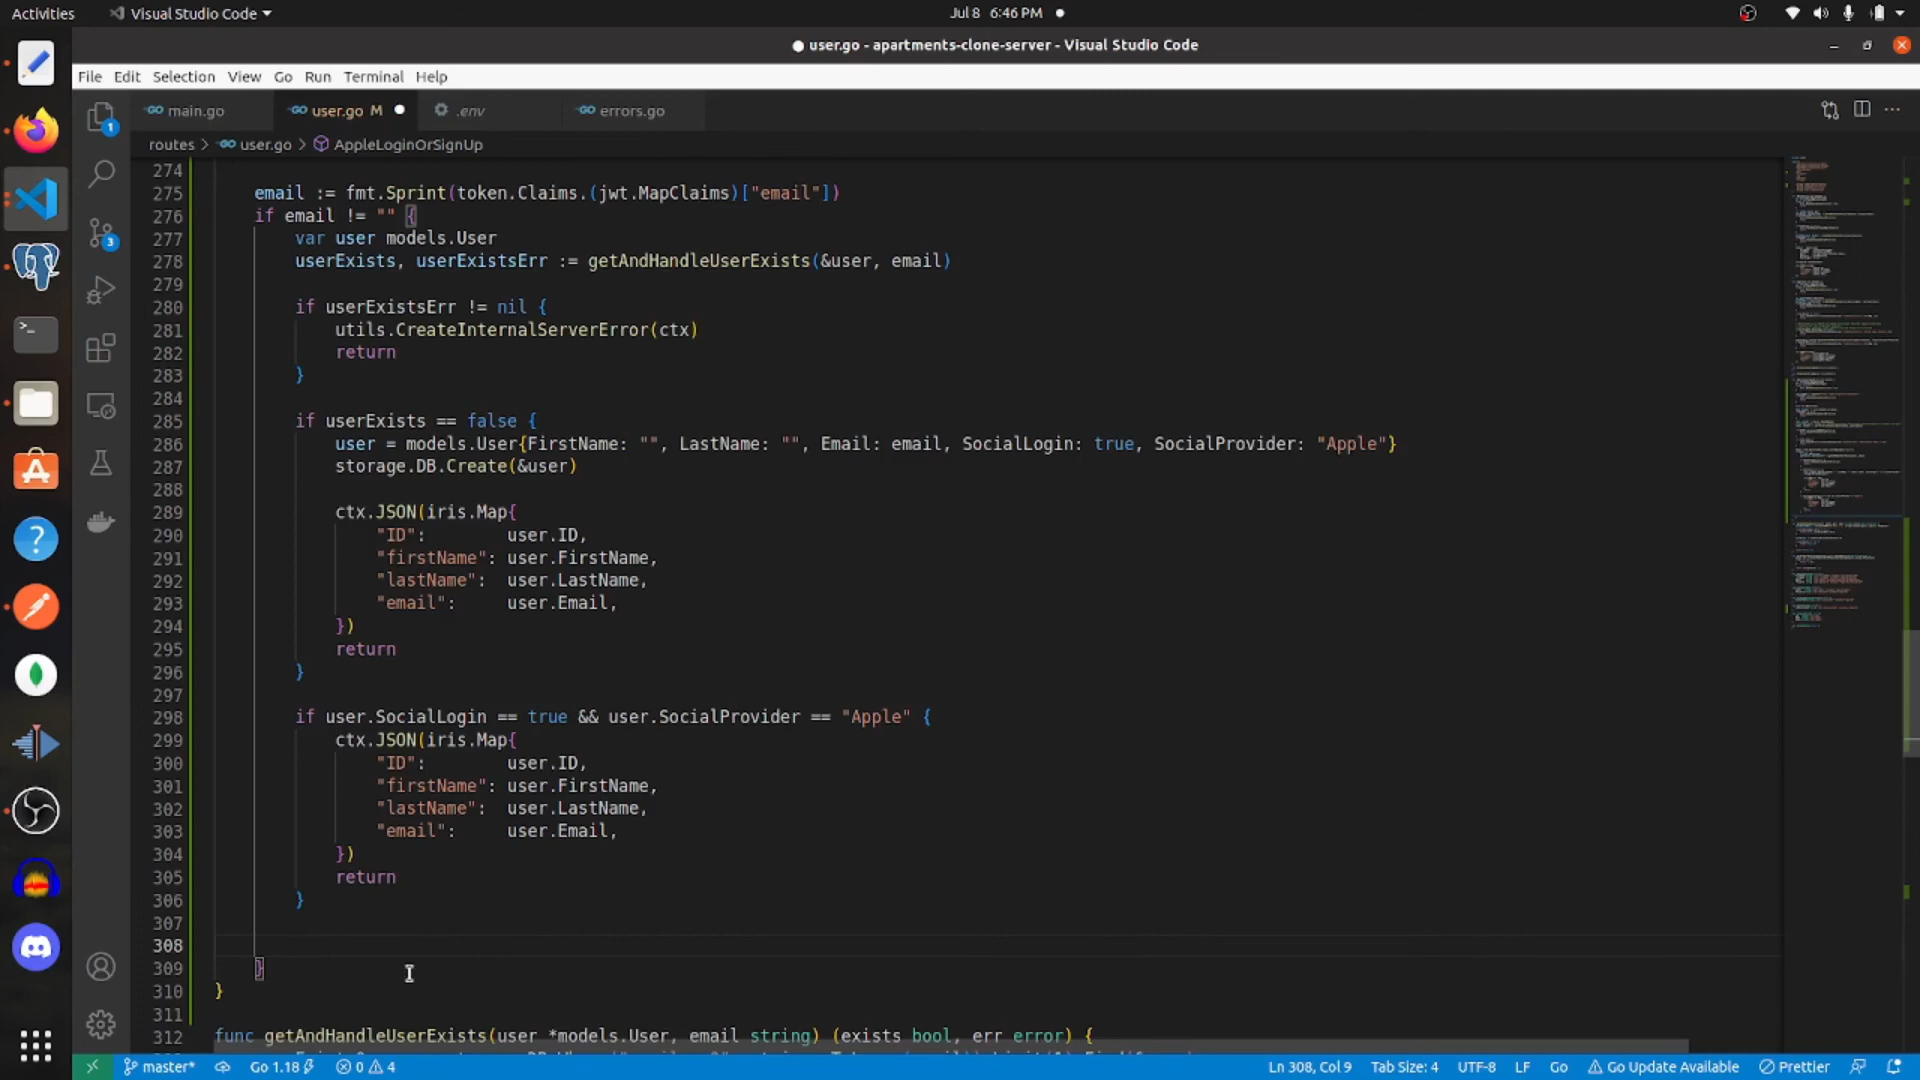 Activities
Visual Studio Code
Jul 8 6:46 PM
user.go - apartments-clone-server - Visual Studio Code
File Edit Selection View Go Run Terminal Help
main.go
user.go M
.env
errors.go
routes > user.go > AppleLoginOrSignUp
274
275 email := fmt.Sprint(token.Claims.(jwt.MapClaims)["email"])
276 if email != "" {
277 var user models.User
278 userExists, userExistsErr := getAndHandleUserExists(&user, email)
279
280 if userExistsErr != nil {
281 utils.CreateInternalServerError(ctx)
282 return
283 }
284
285 if userExists == false {
286 user = models.User{FirstName: "", LastName: "", Email: email, SocialLogin: true, SocialProvider: "Apple"}
287 storage.DB.Create(&user)
288
289 ctx.JSON(iris.Map{
290 "ID": user.ID,
291 "firstName": user.FirstName,
292 "lastName": user.LastName,
293 "email": user.Email,
294 })
295 return
296 }
297
298 if user.SocialLogin == true && user.SocialProvider == "Apple" {
299 ctx.JSON(iris.Map{
300 "ID": user.ID,
301 "firstName": user.FirstName,
302 "lastName": user.LastName,
303 "email": user.Email,
304 })
305 return
306 }
307
308
309 }
310 }
311
312 func getAndHandleUserExists(user *models.User, email string) (exists bool, err error) {
1
3
master* Go 1.18 0 4 Ln 308, Col 9 Tab Size: 4 UTF-8 LF Go Go Update Available Prettier